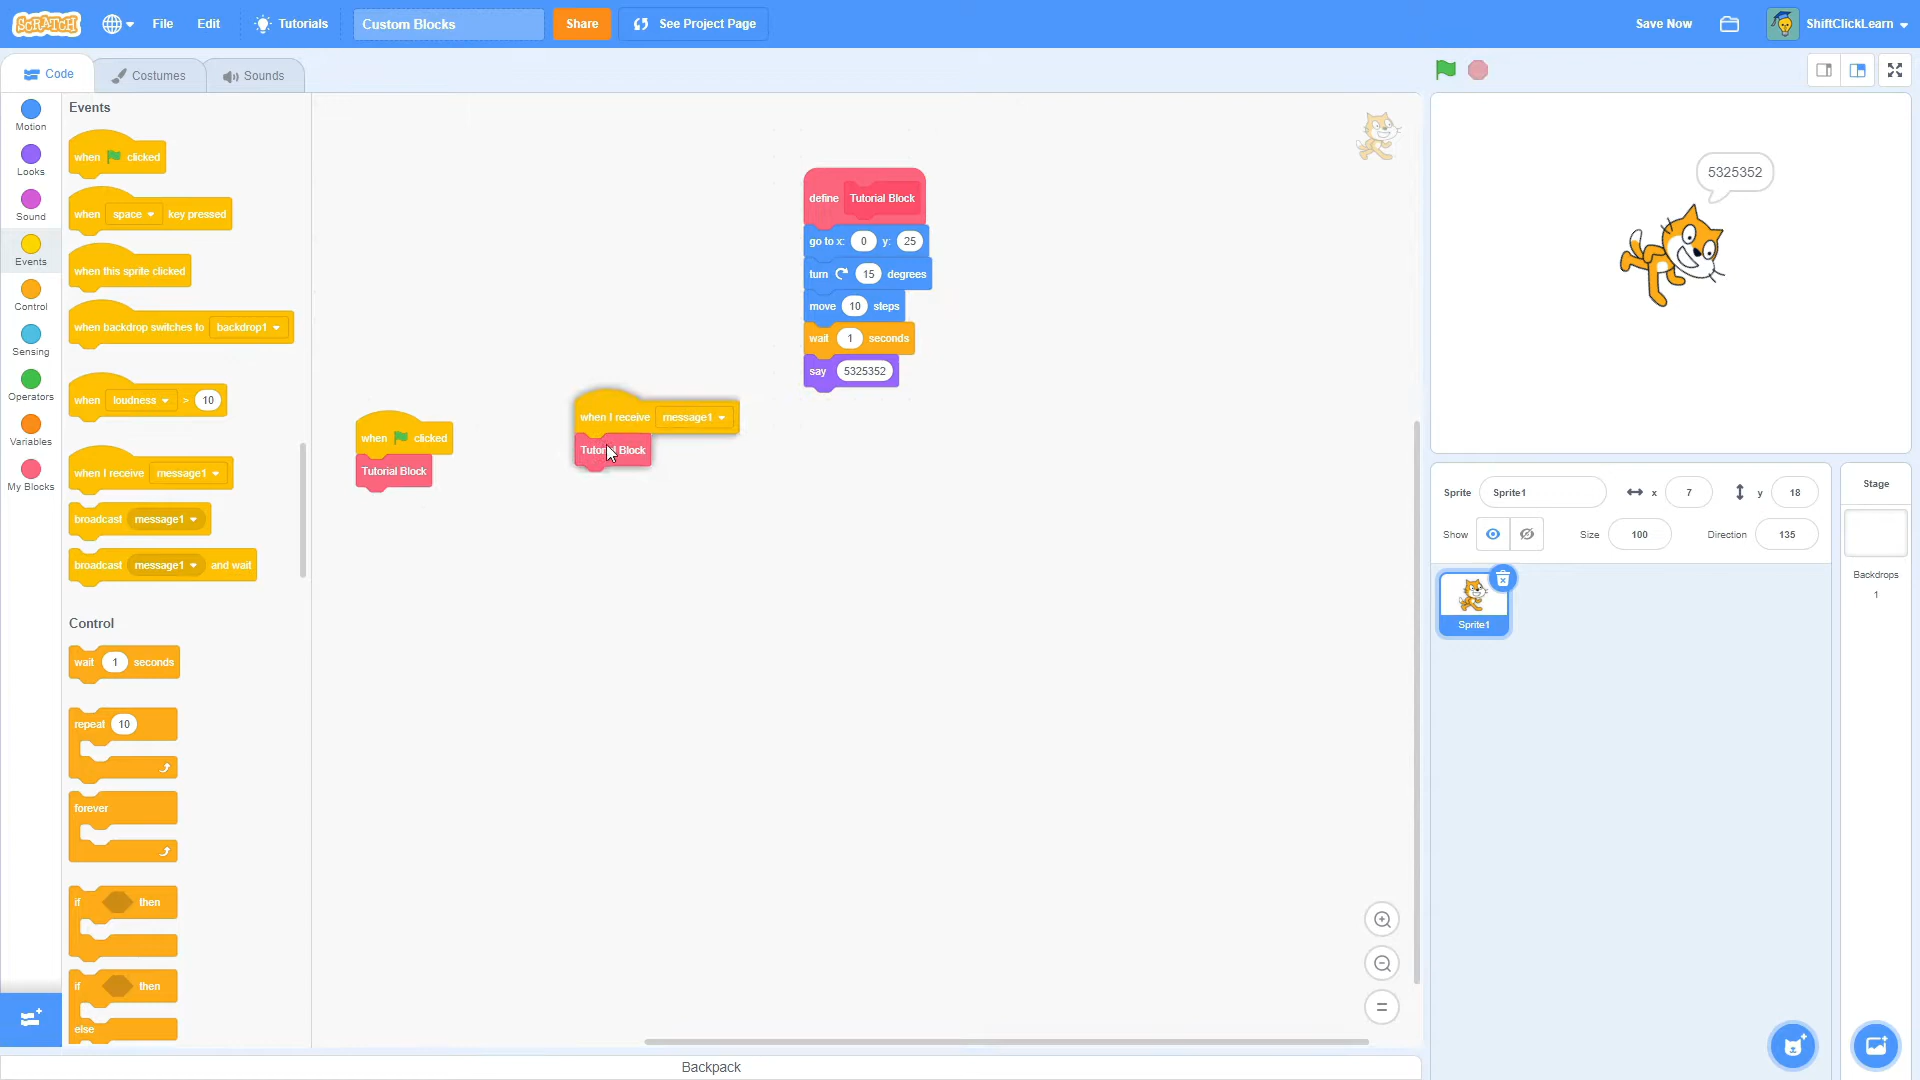 SCRATCH
File
Edit
Tutorials
Custom Blocks
Share
See Project Page
Save Now
ShiftClickLearn
Code
Costumes
Sounds
Motion
Looks
Sound
Events
Control
Sensing
Operators
Variables
My Blocks
Events
when clicked
when space key pressed
when this sprite clicked
when backdrop switches to backdrop1
when loudness > 10
when I receive message1
broadcast message1
broadcast message1 and wait
Control
wait 1 seconds
repeat 10
forever
if then
if then
else
when clicked
Tutorial Block
when I receive message1
Tutorial Block
define Tutorial Block
go to x: 0 y: 25
turn 15 degrees
move 10 steps
wait 1 seconds
say 5325352
5325352
Sprite Sprite1 x 7 y 18
Show Size 100 Direction 135
Sprite1
Stage
Backdrops
1
Backpack